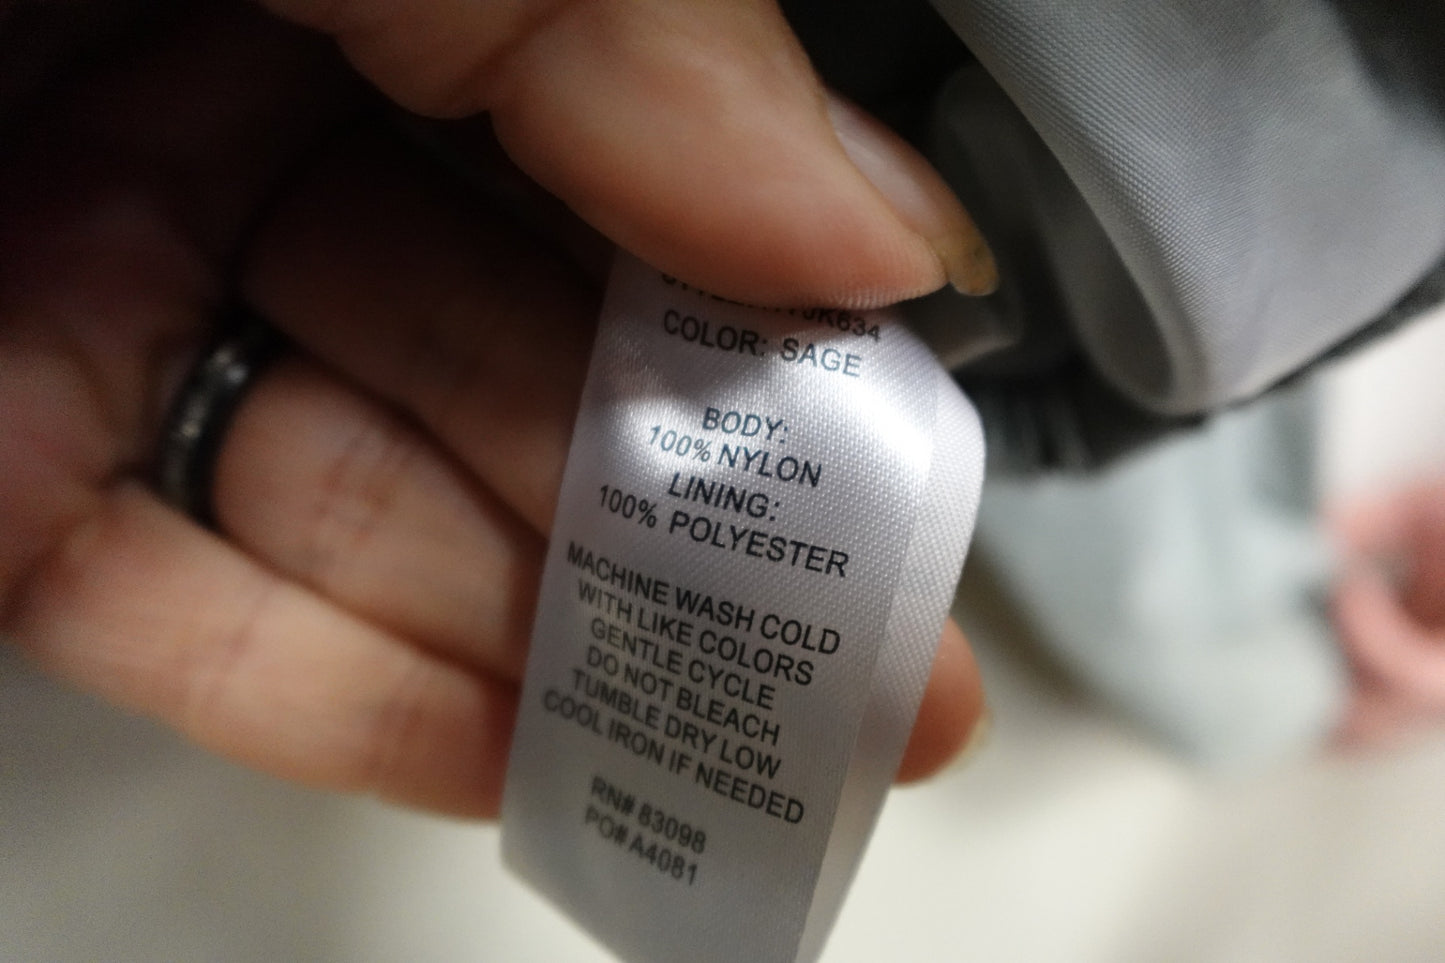 COLOR: SAGE
BODY:
100% NYLON
LINING:
100% POLYESTER
MACHINE WASH COLD
WITH LIKE COLORS
GENTLE CYCLE
DO NOT BLEACH
TUMBLE DRY LOW
COOL IRON IF NEEDED
RN# 83098
PO# A4081